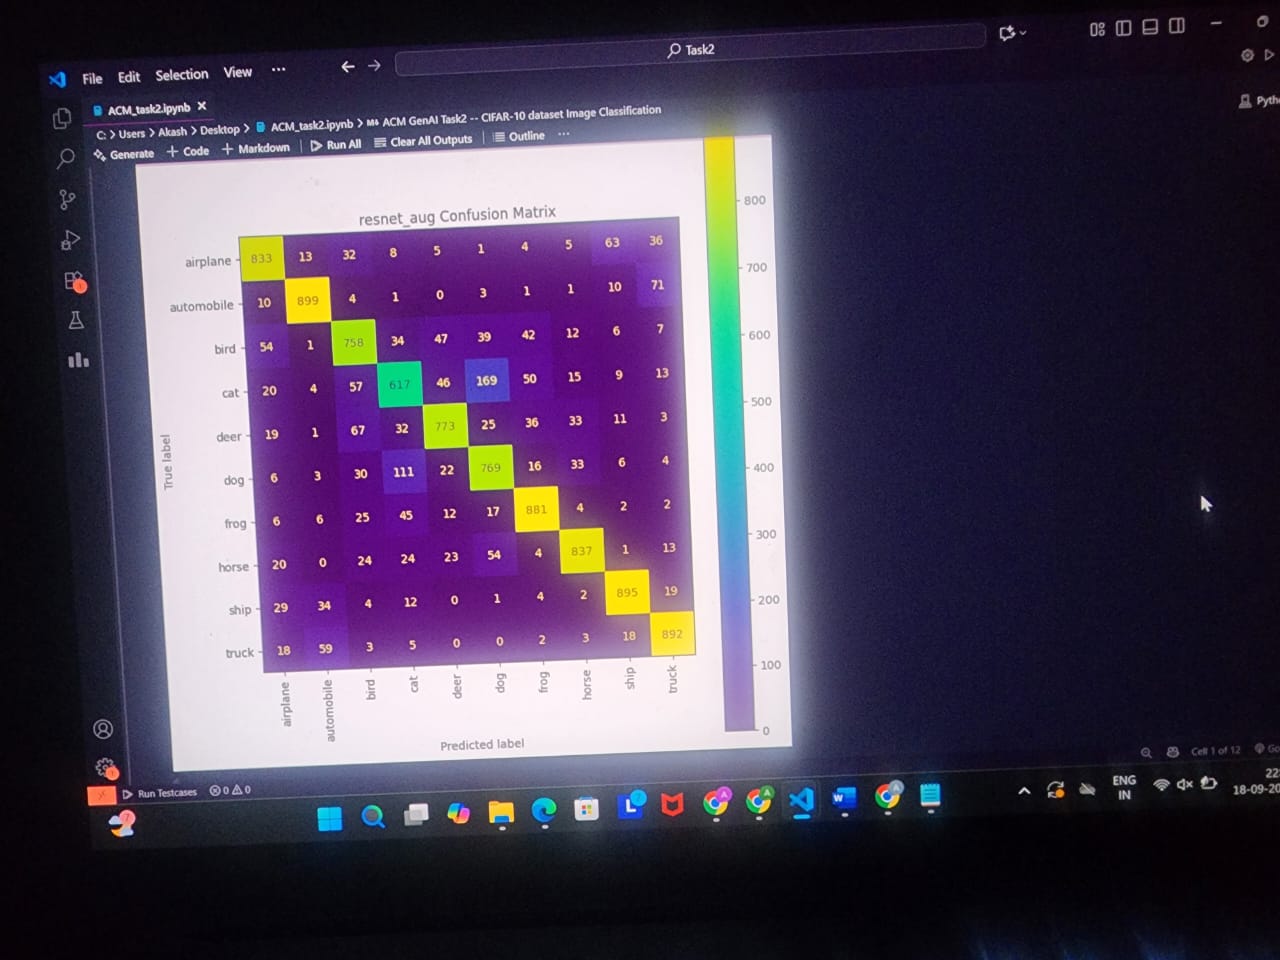 Task2
File Edit Selection View ...
ACM_task2.ipynb X
C: > Users > Akash > Desktop > ACM_task2.ipynb > M↓ ACM GenAI Task2 -- CIFAR-10 dataset Image Classification
Generate + Code + Markdown | Run All Clear All Outputs | Outline ...
resnet_aug Confusion Matrix
airplane 833 13 32 8 5 1 4 5 63 36
automobile 10 899 4 1 0 3 1 1 10 71
bird 54 1 758 34 47 39 42 12 6 7
cat 20 4 57 617 46 169 50 15 9 13
deer 19 1 67 32 773 25 36 33 11 3
dog 6 3 30 111 22 769 16 33 6 4
frog 6 6 25 45 12 17 881 4 2 2
horse 20 0 24 24 23 54 4 837 1 13
ship 29 34 4 12 0 1 4 2 895 19
truck 18 59 3 5 0 0 2 3 18 892
True label
airplane automobile bird cat deer dog frog horse ship truck
Predicted label
800
700
600
500
400
300
200
100
0
Cell 1 of 12
Run Testcases 0 0
ENG
IN
18-09-20